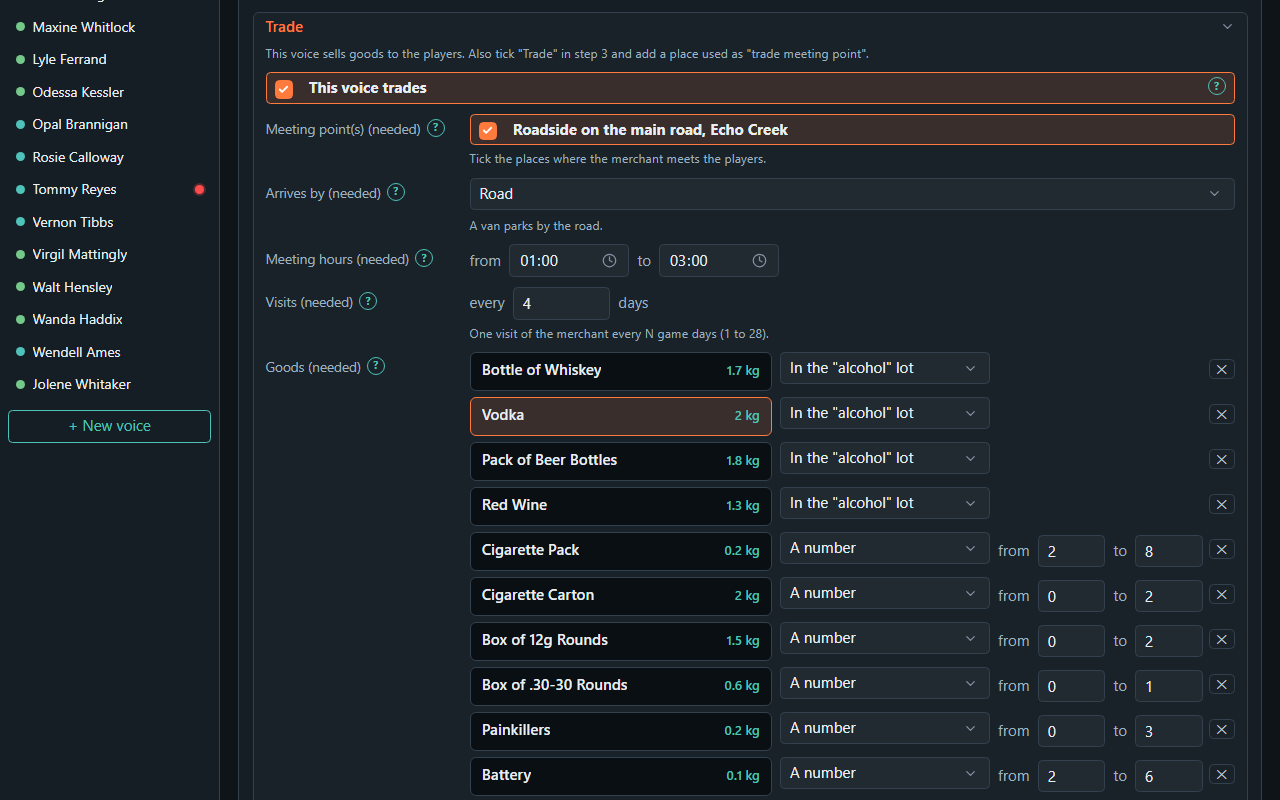 Maxine Whitlock
Lyle Ferrand
Odessa Kessler
Opal Brannigan
Rosie Calloway
Tommy Reyes
Vernon Tibbs
Virgil Mattingly
Walt Hensley
Wanda Haddix
Wendell Ames
Jolene Whitaker
+ New voice
Trade
This voice sells goods to the players. Also tick "Trade" in step 3 and add a place used as "trade meeting point".
This voice trades ?
Meeting point(s) (needed) ? Roadside on the main road, Echo Creek
Tick the places where the merchant meets the players.
Arrives by (needed) ? Road
A van parks by the road.
Meeting hours (needed) ? from 01:00 to 03:00
Visits (needed) ? every 4 days
One visit of the merchant every N game days (1 to 28).
Goods (needed) ? Bottle of Whiskey 1.7 kg In the "alcohol" lot
Vodka 2 kg In the "alcohol" lot
Pack of Beer Bottles 1.8 kg In the "alcohol" lot
Red Wine 1.3 kg In the "alcohol" lot
Cigarette Pack 0.2 kg A number from 2 to 8
Cigarette Carton 2 kg A number from 0 to 2
Box of 12g Rounds 1.5 kg A number from 0 to 2
Box of .30-30 Rounds 0.6 kg A number from 0 to 1
Painkillers 0.2 kg A number from 0 to 3
Battery 0.1 kg A number from 2 to 6